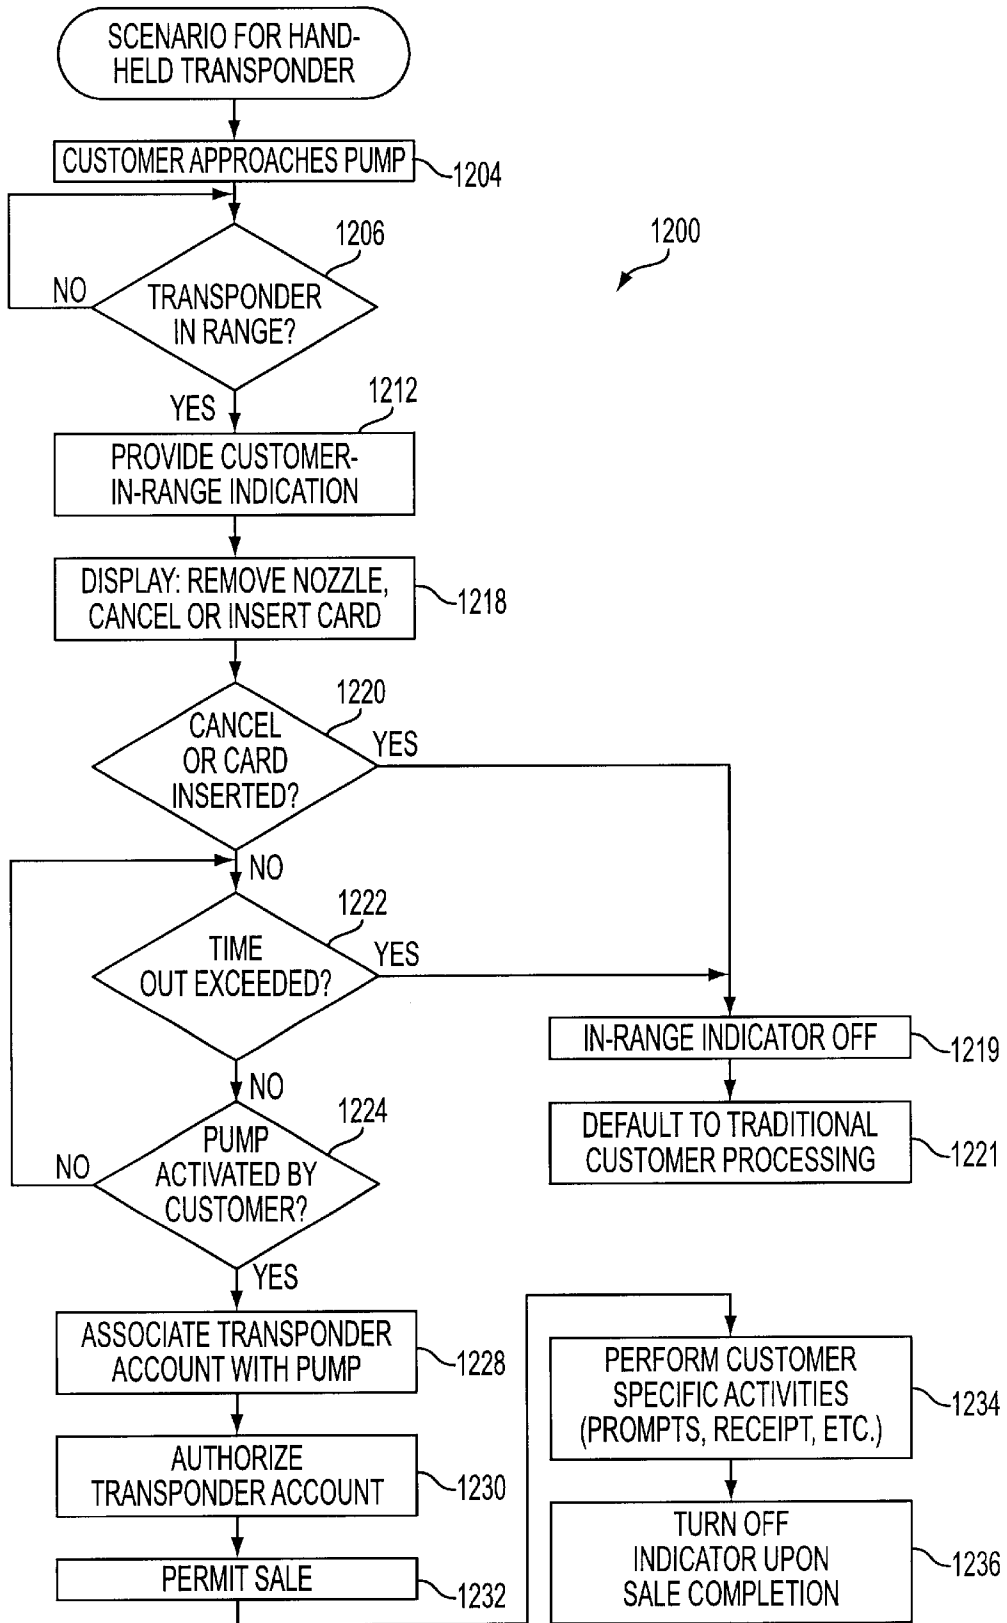 SCENARIO FOR HAND-
HELD TRANSPONDER
CUSTOMER APPROACHES PUMP
1204
1200
1206
TRANSPONDER
IN RANGE?
NO
YES
1212
PROVIDE CUSTOMER-
IN-RANGE INDICATION
DISPLAY: REMOVE NOZZLE,
CANCEL OR INSERT CARD
1218
1220
CANCEL
OR CARD
INSERTED?
YES
NO
1222
TIME
OUT EXCEEDED?
YES
NO
IN-RANGE INDICATOR OFF
1219
DEFAULT TO TRADITIONAL
CUSTOMER PROCESSING
1221
1224
PUMP
ACTIVATED BY
CUSTOMER?
NO
YES
ASSOCIATE TRANSPONDER
ACCOUNT WITH PUMP
1228
AUTHORIZE
TRANSPONDER ACCOUNT
1230
PERMIT SALE
1232
PERFORM CUSTOMER
SPECIFIC ACTIVITIES
(PROMPTS, RECEIPT, ETC.)
1234
TURN OFF
INDICATOR UPON
SALE COMPLETION
1236